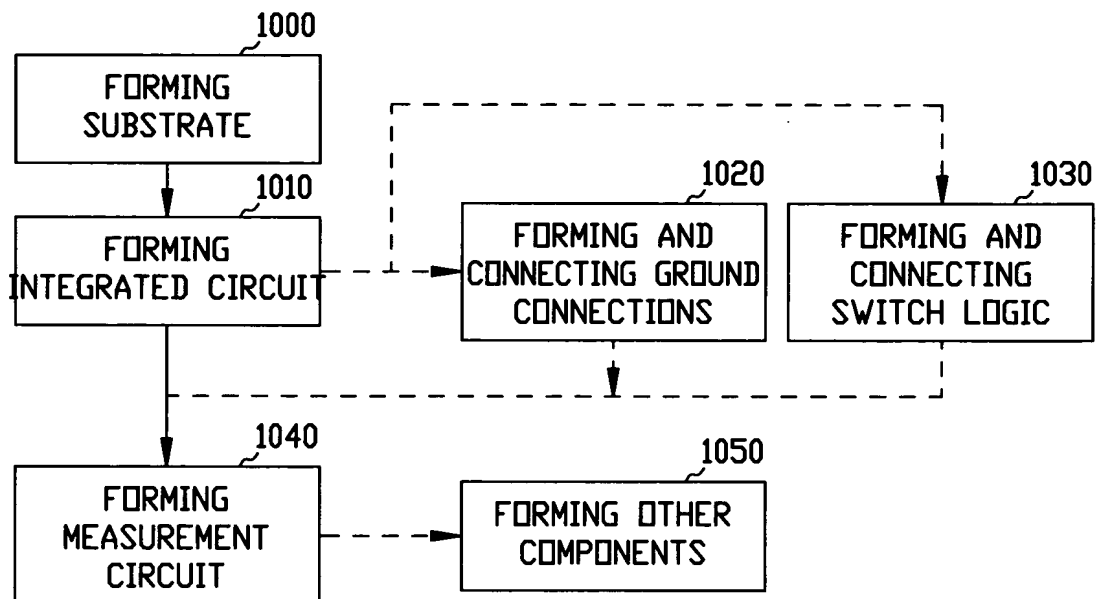 1000
FORMING
SUBSTRATE
1010
FORMING
INTEGRATED CIRCUIT
1020
FORMING AND
CONNECTING GROUND
CONNECTIONS
1030
FORMING AND
CONNECTING
SWITCH LOGIC
1040
FORMING
MEASUREMENT
CIRCUIT
1050
FORMING OTHER
COMPONENTS